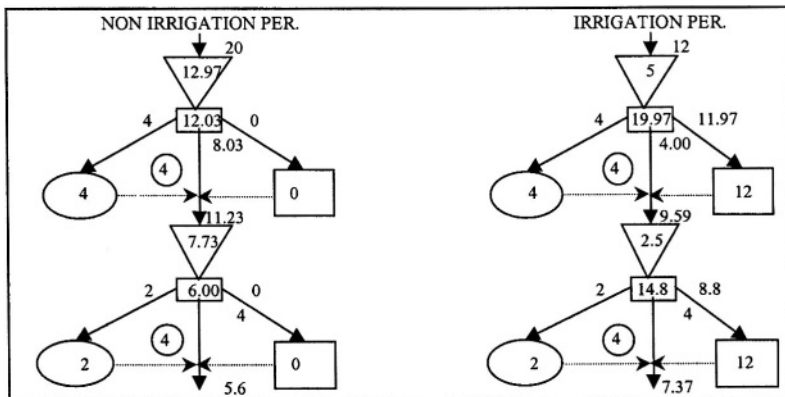 NON IRRIGATION PER. IRRIGATION PER.
20 12
12.97 5
4 12.03 0 4 19.97 11.97
8.03 4.00
4 4
4 0 4 12
11.23 9.59
7.73 2.5
2 6.00 0 2 14.8 8.8
4 4
4 4
2 0 2 12
5.6 7.37